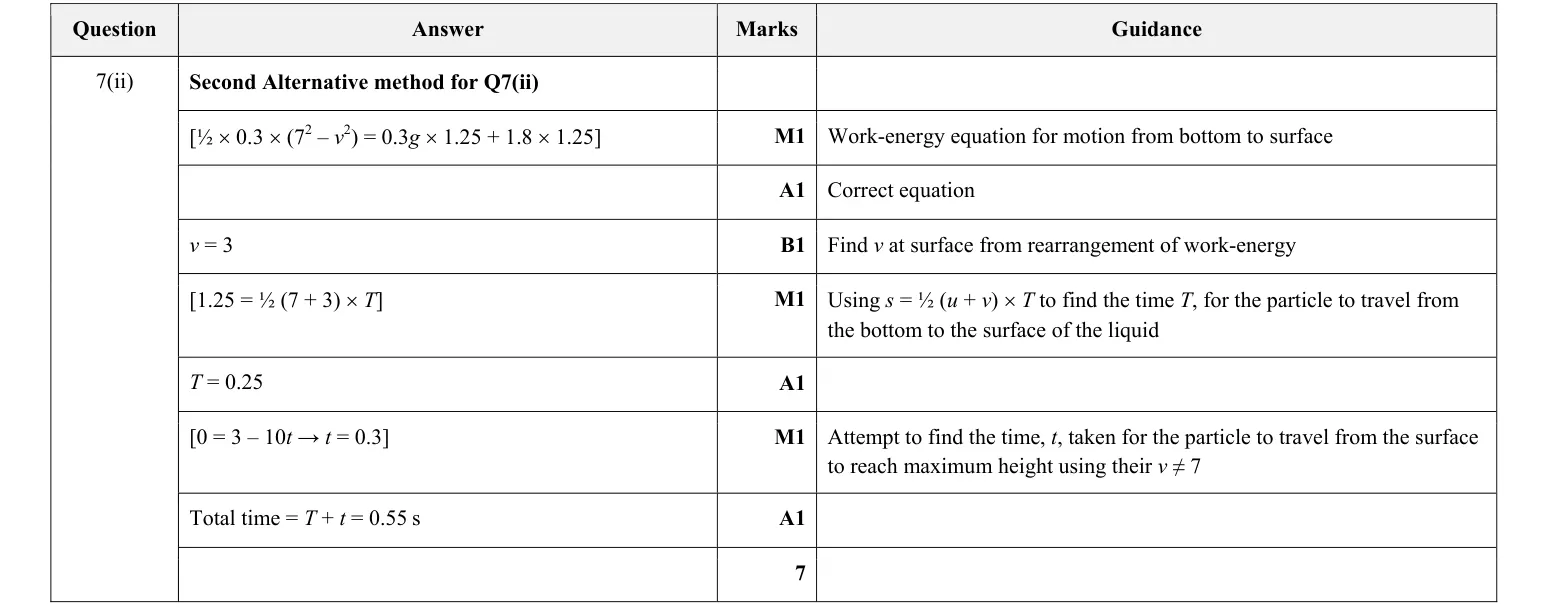 Question Answer Marks Guidance
7(ii) Second Alternative method for Q7(ii)
[½ × 0.3 × (7² – v²) = 0.3g × 1.25 + 1.8 × 1.25] M1 Work-energy equation for motion from bottom to surface
A1 Correct equation
v = 3 B1 Find v at surface from rearrangement of work-energy
[1.25 = ½ (7 + 3) × T] M1 Using s = ½ (u + v) × T to find the time T, for the particle to travel from
the bottom to the surface of the liquid
T = 0.25 A1
[0 = 3 – 10t → t = 0.3] M1 Attempt to find the time, t, taken for the particle to travel from the surface
to reach maximum height using their v ≠ 7
Total time = T + t = 0.55 s A1
7